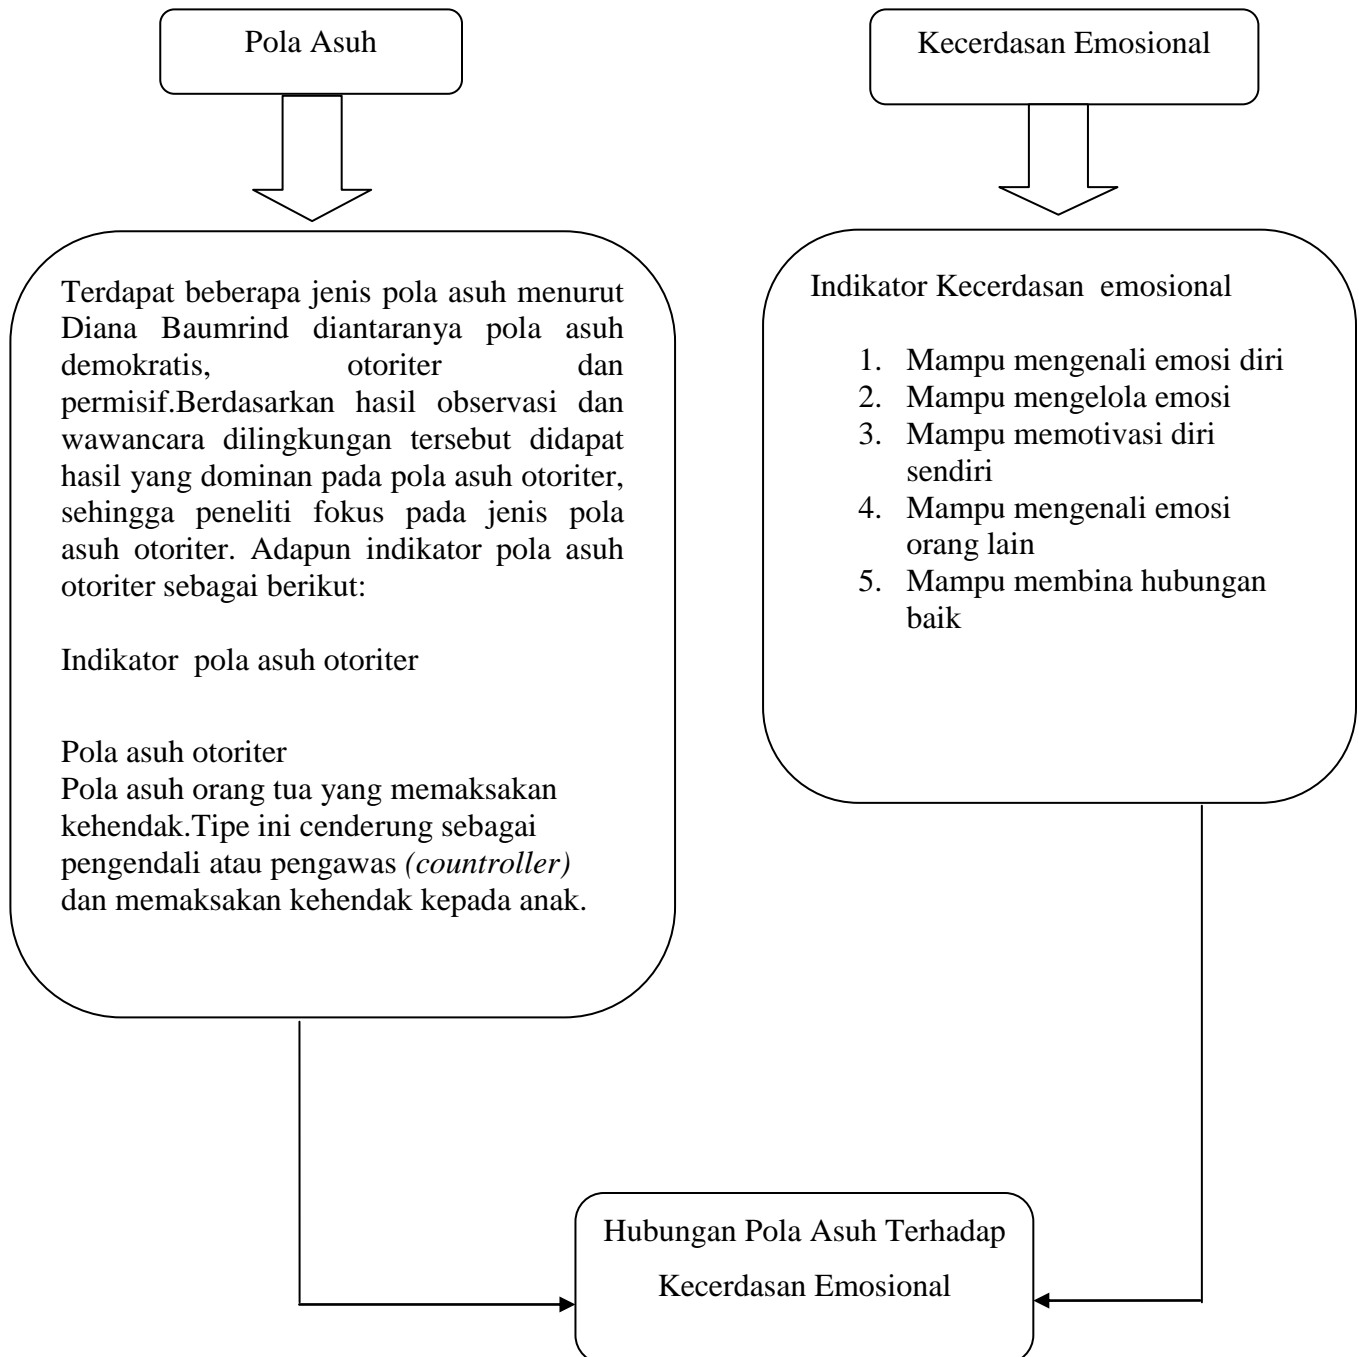 Pola Asuh
Kecerdasan Emosional
Terdapat beberapa jenis pola asuh menurut
Diana Baumrind diantaranya pola asuh
demokratis, otoriter dan
permisif.Berdasarkan hasil observasi dan
wawancara dilingkungan tersebut didapat
hasil yang dominan pada pola asuh otoriter,
sehingga peneliti fokus pada jenis pola
asuh otoriter. Adapun indikator pola asuh
otoriter sebagai berikut:
Indikator pola asuh otoriter
Pola asuh otoriter
Pola asuh orang tua yang memaksakan
kehendak.Tipe ini cenderung sebagai
pengendali atau pengawas (countroller)
dan memaksakan kehendak kepada anak.
Indikator Kecerdasan emosional
1. Mampu mengenali emosi diri
2. Mampu mengelola emosi
3. Mampu memotivasi diri
sendiri
4. Mampu mengenali emosi
orang lain
5. Mampu membina hubungan
baik
Hubungan Pola Asuh Terhadap
Kecerdasan Emosional